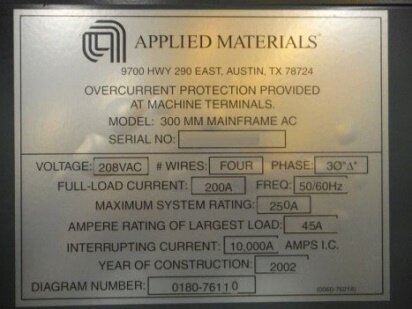 APPLIED MATERIALS
9700 HWY 290 EAST, AUSTIN, TX 78724
OVERCURRENT PROTECTION PROVIDED
AT MACHINE TERMINALS.
MODEL: 300 MM MAINFRAME AC
SERIAL NO:
VOLTAGE: 208VAC # WIRES: FOUR PHASE: 3Ø"Δ"
FULL-LOAD CURRENT: 200A FREQ: 50/60Hz
MAXIMUM SYSTEM RATING: 250A
AMPERE RATING OF LARGEST LOAD: 45A
INTERRUPTING CURRENT: 10,000A AMPS I.C.
YEAR OF CONSTRUCTION: 2002
DIAGRAM NUMBER: 0180-76110